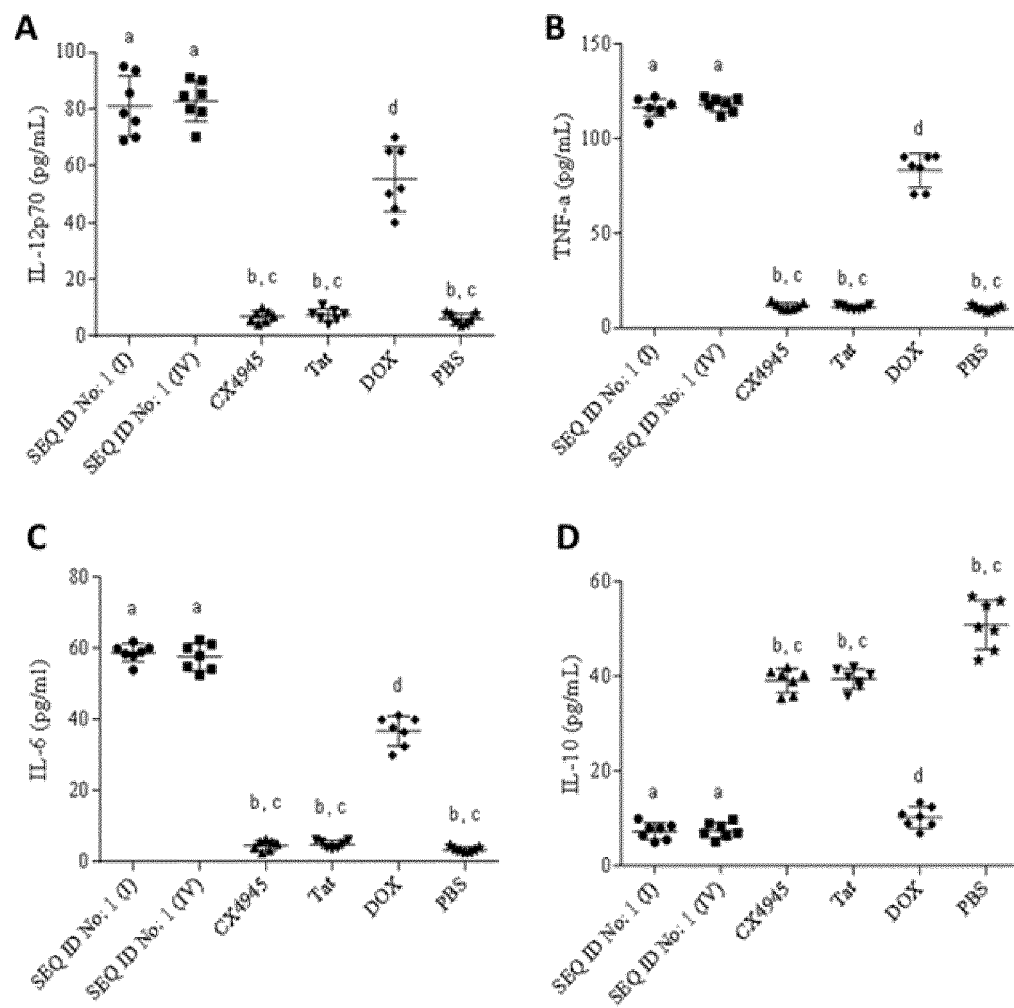 A
IL-12p70 (pg/mL)
100
80
60
40
20
0
a
a
b, c
b, c
d
b, c
SEQ ID No: 1 (I)
SEQ ID No: 1 (IV)
CX4945
Tat
DOX
PBS
B
TNF-a (pg/mL)
150
100
50
0
a
a
b, c
b, c
d
b, c
SEQ ID No: 1 (I)
SEQ ID No: 1 (IV)
CX4945
Tat
DOX
PBS
C
IL-6 (pg/ml)
80
60
40
20
0
a
a
b, c
b, c
d
b, c
SEQ ID No: 1 (I)
SEQ ID No: 1 (IV)
CX4945
Tat
DOX
PBS
D
IL-10 (pg/mL)
60
40
20
0
a
a
b, c
b, c
d
b, c
SEQ ID No: 1 (I)
SEQ ID No: 1 (IV)
CX4945
Tat
DOX
PBS